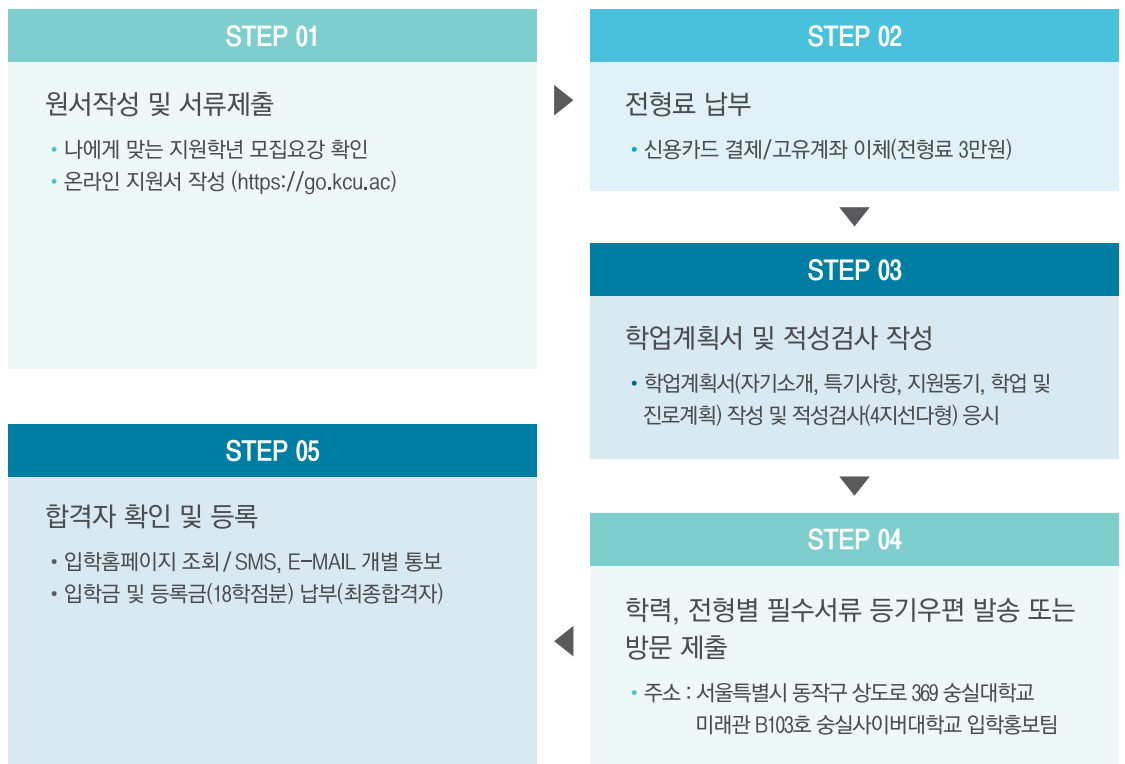 STEP 01
원서작성 및 서류제출
• 나에게 맞는 지원학년 모집요강 확인
• 온라인 지원서 작성 (https://go.kcu.ac)
STEP 02
전형료 납부
• 신용카드 결제/고유계좌 이체(전형료 3만원)
STEP 03
학업계획서 및 적성검사 작성
• 학업계획서(자기소개, 특기사항, 지원동기, 학업 및
진로계획) 작성 및 적성검사(4지선다형) 응시
STEP 04
학력, 전형별 필수서류 등기우편 발송 또는
방문 제출
• 주소 : 서울특별시 동작구 상도로 369 숭실대학교
미래관 B103호 숭실사이버대학교 입학홍보팀
STEP 05
합격자 확인 및 등록
• 입학홈페이지 조회/SMS, E-MAIL 개별 통보
• 입학금 및 등록금(18학점분) 납부(최종합격자)